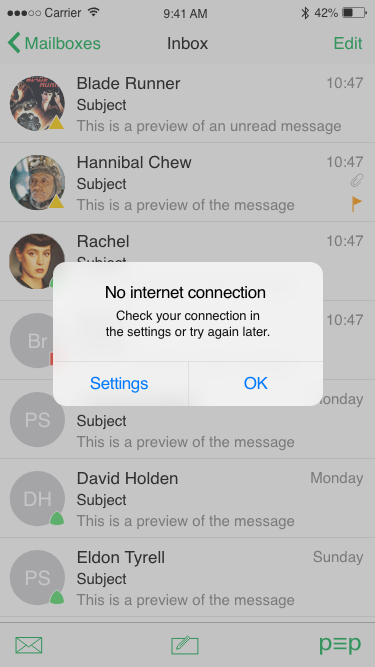 Carrier 9:41 AM 42%
Mailboxes Inbox Edit
Blade Runner 10:47
Subject
This is a preview of an unread message
Hannibal Chew 10:47
Subject
This is a preview of the message
Rachel 10:47
Subject
No internet connection
Check your connection in
the settings or try again later.
Settings OK
Br 10:47
PS
Subject
This is a preview of the message
David Holden Monday
DH
Subject
This is a preview of the message
Eldon Tyrell Sunday
PS
Subject
This is a preview of the message
p≡p